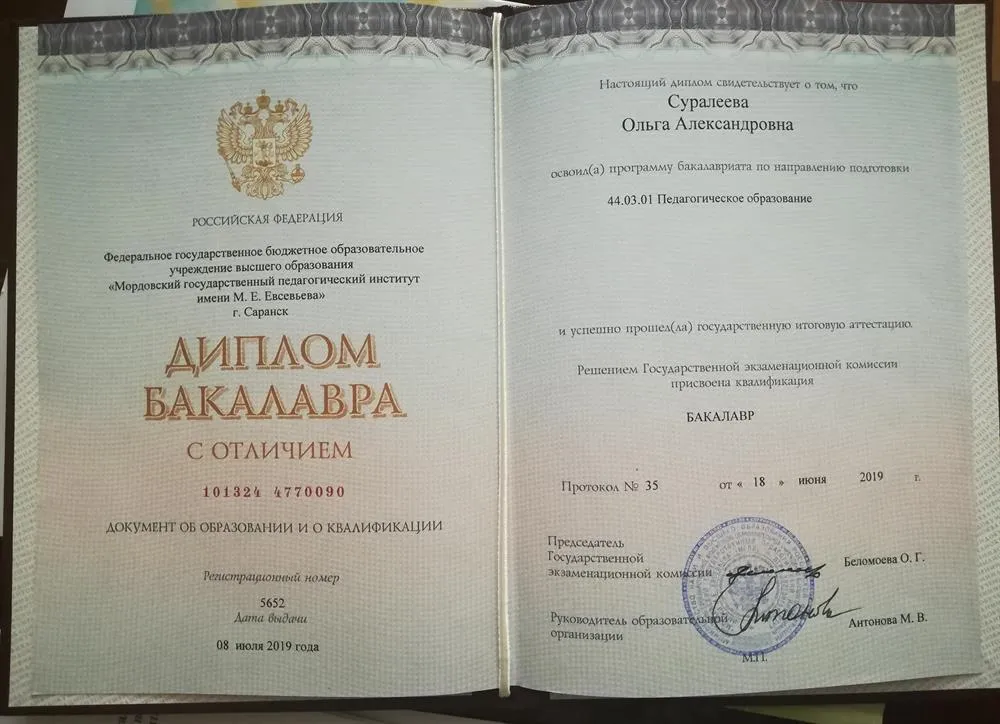 РОССИЙСКАЯ ФЕДЕРАЦИЯ
Федеральное государственное бюджетное образовательное
учреждение высшего образования
«Мордовский государственный педагогический институт
имени М. Е. Евсевьева»
г. Саранск
ДИПЛОМ
БАКАЛАВРА
С ОТЛИЧИЕМ
101324 4770090
ДОКУМЕНТ ОБ ОБРАЗОВАНИИ И О КВАЛИФИКАЦИИ
Регистрационный номер
5652
Дата выдачи
08 июля 2019 года
Настоящий диплом свидетельствует о том, что
Суралеева
Ольга Александровна
освоил(а) программу бакалавриата по направлению подготовки
44.03.01 Педагогическое образование
и успешно прошел(ла) государственную итоговую аттестацию.
Решением Государственной экзаменационной комиссии
присвоена квалификация
БАКАЛАВР
Протокол № 35 от « 18 » июня 2019 г.
Председатель
Государственной
экзаменационной комиссии Беломоева О. Г.
Руководитель образовательной
организации Антонова М. В.
М.П.